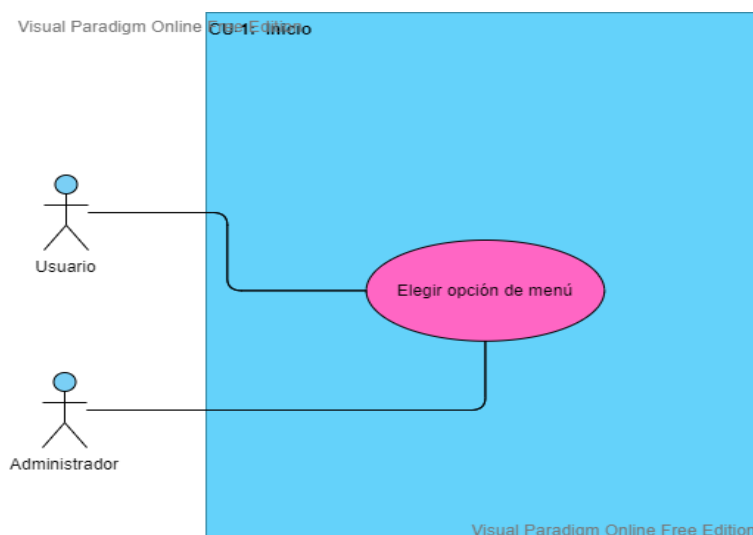 Visual Paradigm Online Free Edition
CU-1: Inicio
Usuario
Elegir opción de menú
Administrador
Visual Paradigm Online Free Edition